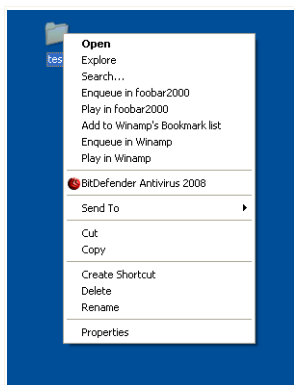 tes
Open
Explore
Search...
Enqueue in foobar2000
Play in foobar2000
Add to Winamp's Bookmark list
Enqueue in Winamp
Play in Winamp
BitDefender Antivirus 2008
Send To
Cut
Copy
Create Shortcut
Delete
Rename
Properties